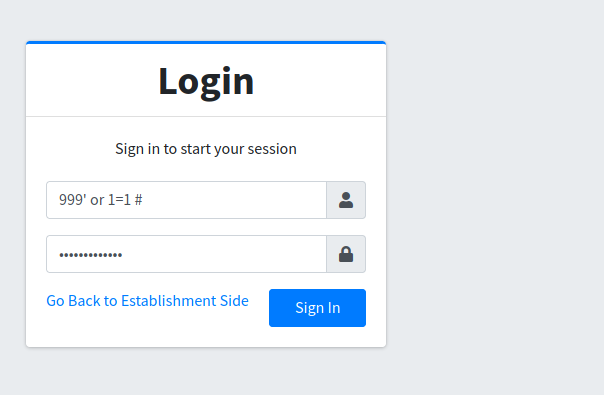 Login
Sign in to start your session
999' or 1=1 #
•••••••••••••
Go Back to Establishment Side
Sign In